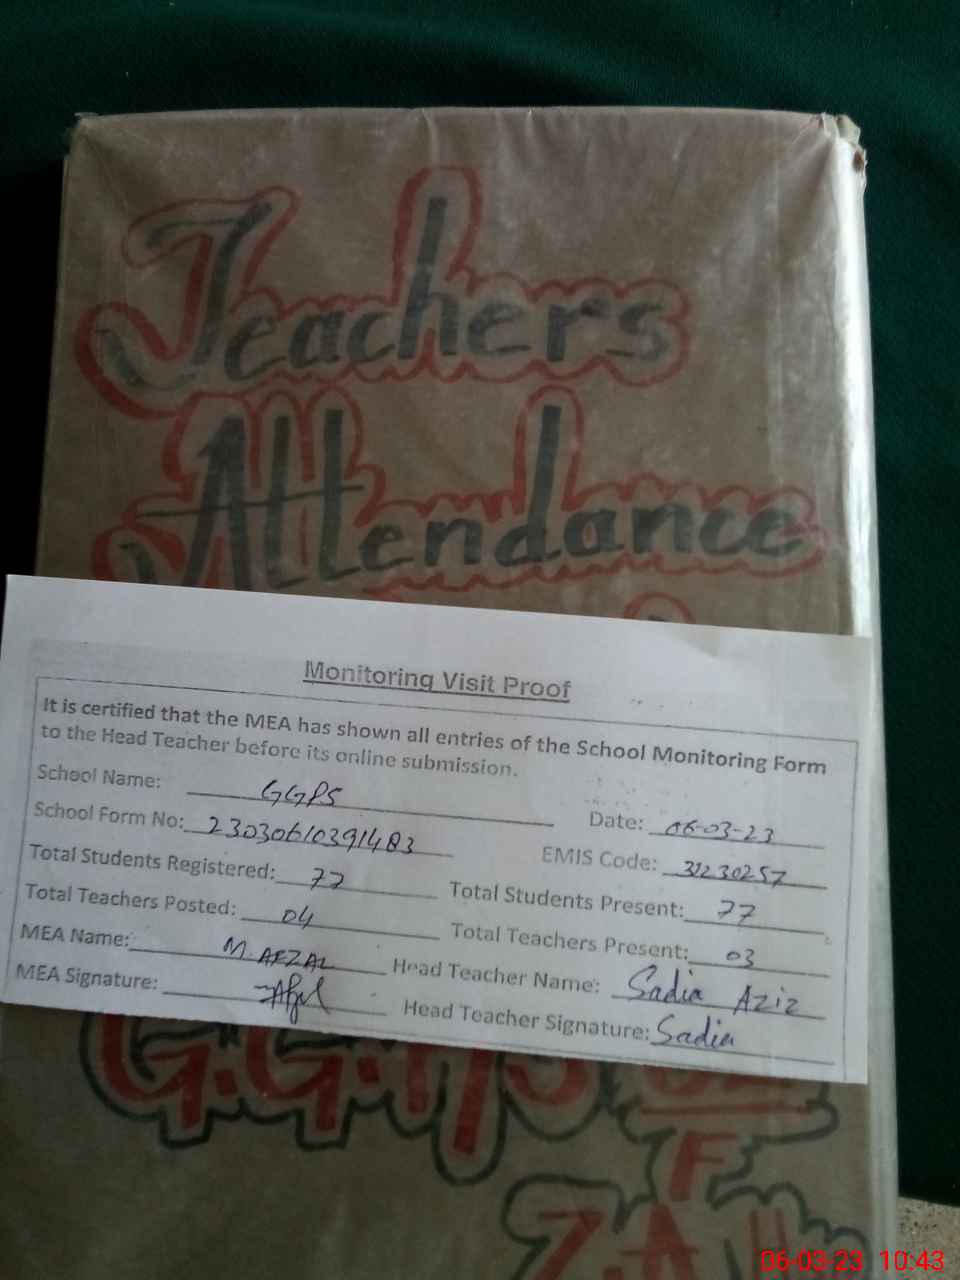 Teachers
Attendance
Monitoring Visit Proof
It is certified that the MEA has shown all entries of the School Monitoring Form
to the Head Teacher before its online submission.
School Name: GGPS Date: 06-03-23
School Form No: 23030610391483 EMIS Code: 31230257
Total Students Registered: 77 Total Students Present: 77
Total Teachers Posted: 04 Total Teachers Present: 03
MEA Name: M. AFZAL Head Teacher Name: Sadia Aziz
MEA Signature: Head Teacher Signature: Sadia
G.G.P/S
F
Z.A
06-03-23 10:43